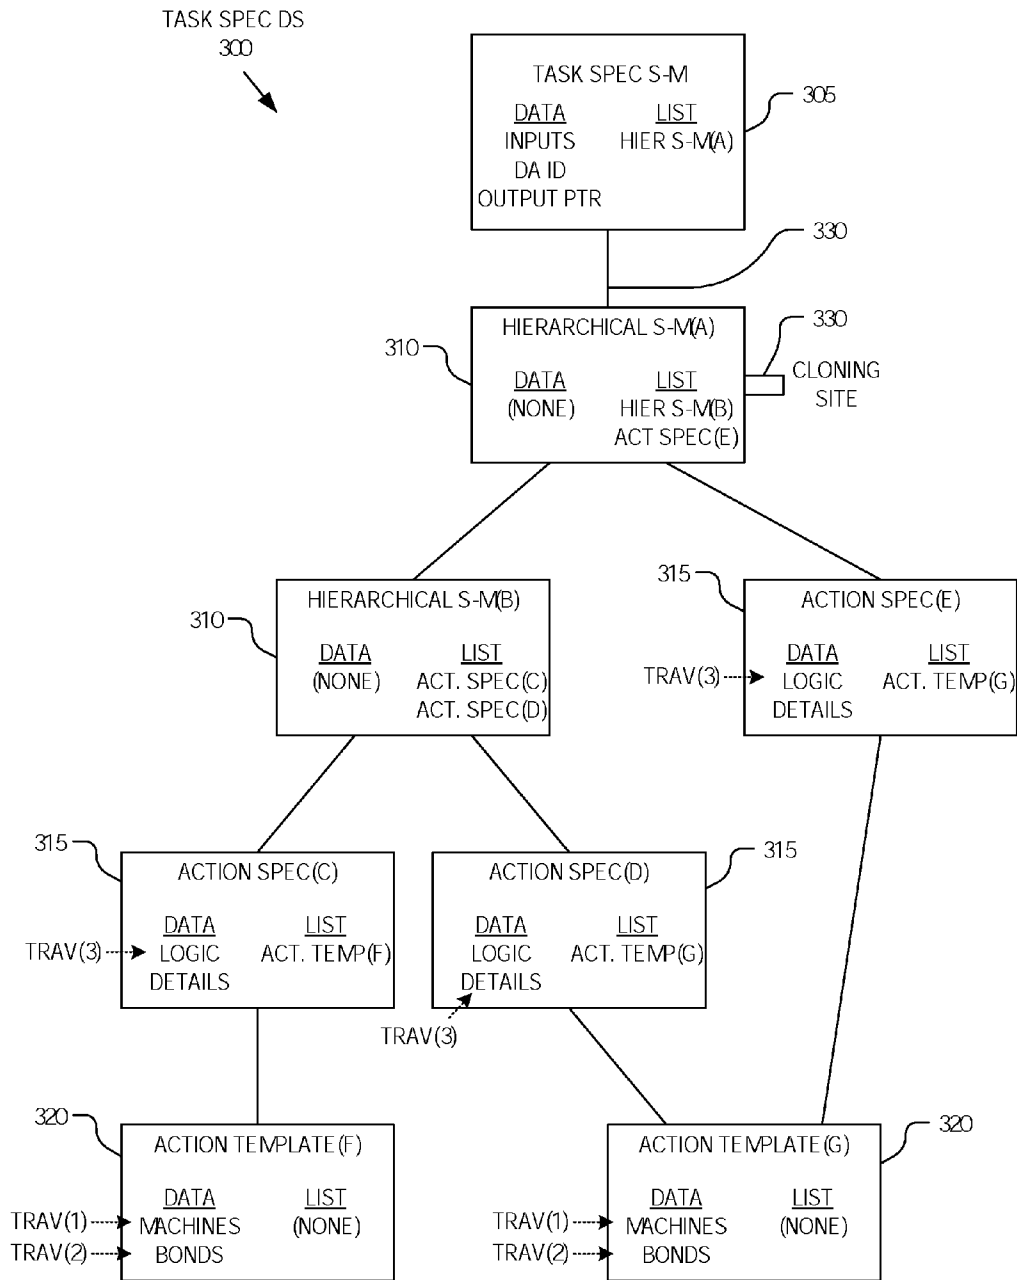 TASK SPEC DS
300
TASK SPEC S-M
DATA LIST
INPUTS HIER S-M(A)
DA ID
OUTPUT PTR
305
330
HIERARCHICAL S-M(A)
310
DATA LIST
(NONE) HIER S-M(B)
ACT SPEC(E)
330
CLONING
SITE
310
HIERARCHICAL S-M(B)
DATA LIST
(NONE) ACT. SPEC(C)
ACT. SPEC(D)
315
ACTION SPEC(E)
DATA LIST
TRAV(3) LOGIC ACT. TEMP(G)
DETAILS
315
ACTION SPEC(C)
DATA LIST
TRAV(3) LOGIC ACT. TEMP(F)
DETAILS
315
ACTION SPEC(D)
DATA LIST
LOGIC ACT. TEMP(G)
DETAILS
TRAV(3)
320
ACTION TEMPLATE(F)
DATA LIST
TRAV(1) MACHINES (NONE)
TRAV(2) BONDS
320
ACTION TEMPLATE(G)
DATA LIST
TRAV(1) MACHINES (NONE)
TRAV(2) BONDS